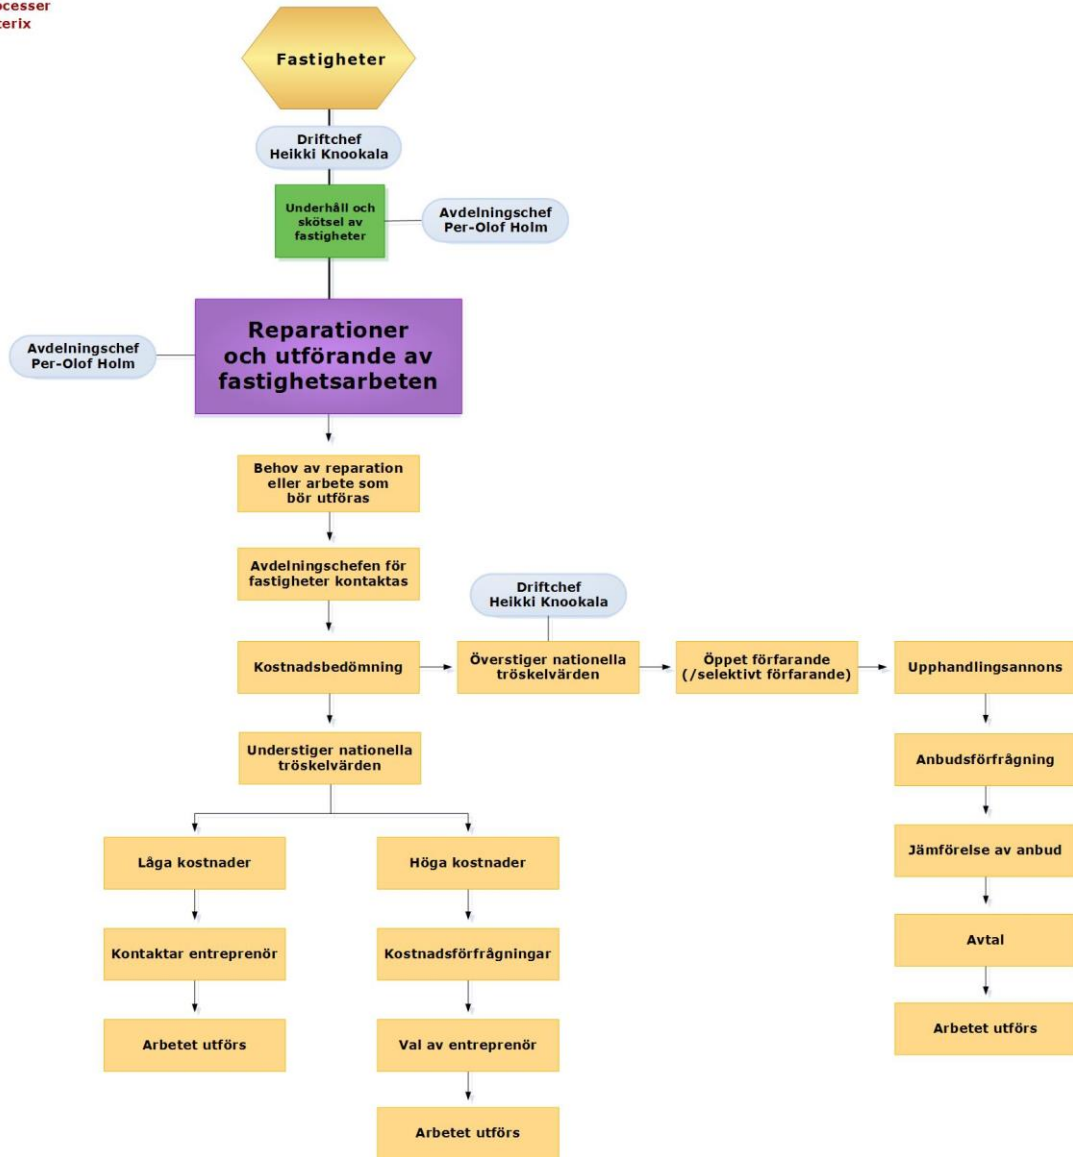 Fastigheter
Driftchef
Heikki Knookala
Underhåll och
skötsel av
fastigheter
Avdelningschef
Per-Olof Holm
Reparationer
och utförande av
fastighetsarbeten
Avdelningschef
Per-Olof Holm
Behov av reparation
eller arbete som
bör utföras
Avdelningschefen för
fastigheter kontaktas
Driftchef
Heikki Knookala
Kostnadsbedömning
Överstiger nationella
tröskelvärden
Öppet förfarande
(/selektivt förfarande)
Upphandlingsannons
Understiger nationella
tröskelvärden
Anbudsförfrågning
Låga kostnader
Höga kostnader
Jämförelse av anbud
Kontaktar entreprenör
Kostnadsförfrågningar
Avtal
Arbetet utförs
Val av entreprenör
Arbetet utförs
Arbetet utförs